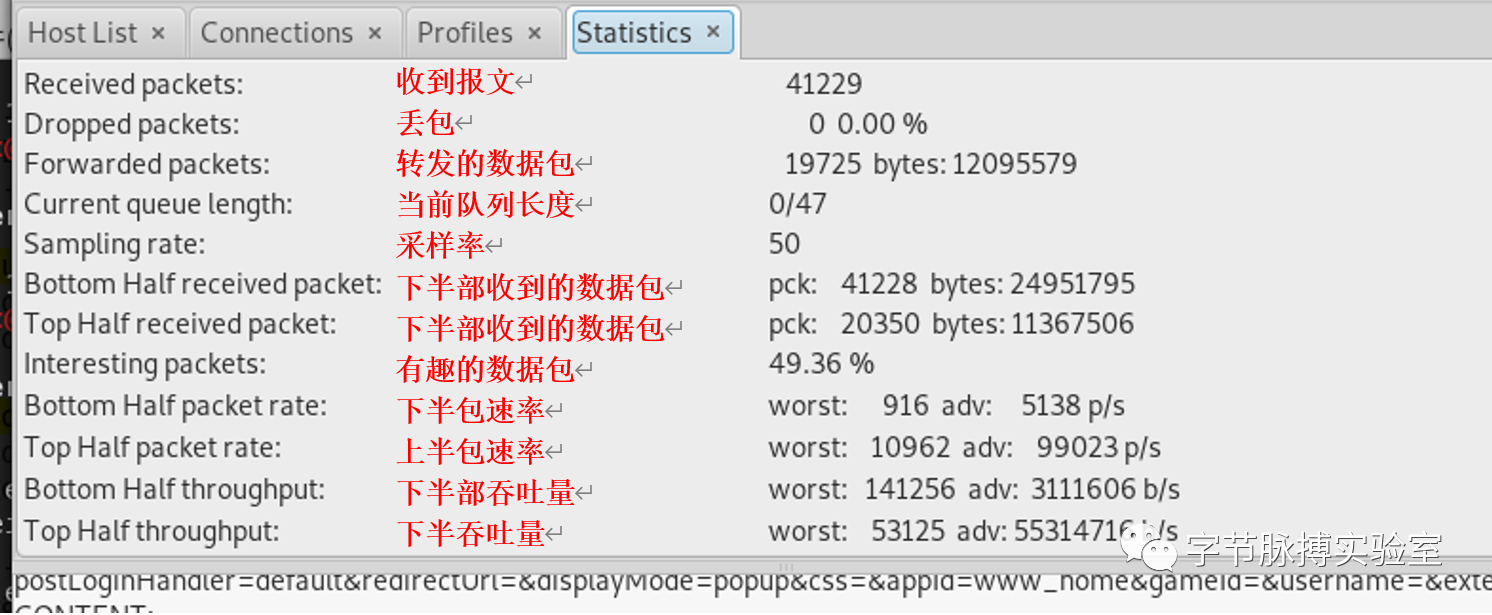 Host List × Connections × Profiles × Statistics ×
Received packets: 收到报文↵ 41229
Dropped packets: 丢包↵ 0 0.00 %
Forwarded packets: 转发的数据包↵ 19725 bytes: 12095579
Current queue length: 当前队列长度↵ 0/47
Sampling rate: 采样率↵ 50
Bottom Half received packet: 下半部收到的数据包↵ pck: 41228 bytes: 24951795
Top Half received packet: 下半部收到的数据包↵ pck: 20350 bytes: 11367506
Interesting packets: 有趣的数据包↵ 49.36 %
Bottom Half packet rate: 下半包速率↵ worst: 916 adv: 5138 p/s
Top Half packet rate: 上半包速率↵ worst: 10962 adv: 99023 p/s
Bottom Half throughput: 下半部吞吐量↵ worst: 141256 adv: 3111606 b/s
Top Half throughput: 下半吞吐量↵ worst: 53125 adv: 55314716 b/s
字节脉搏实验室
postLoginHandler=default&redirectUrl=&displayMode=popup&css=&appid=www_home&gameid=&username=&exte
CONTENT: